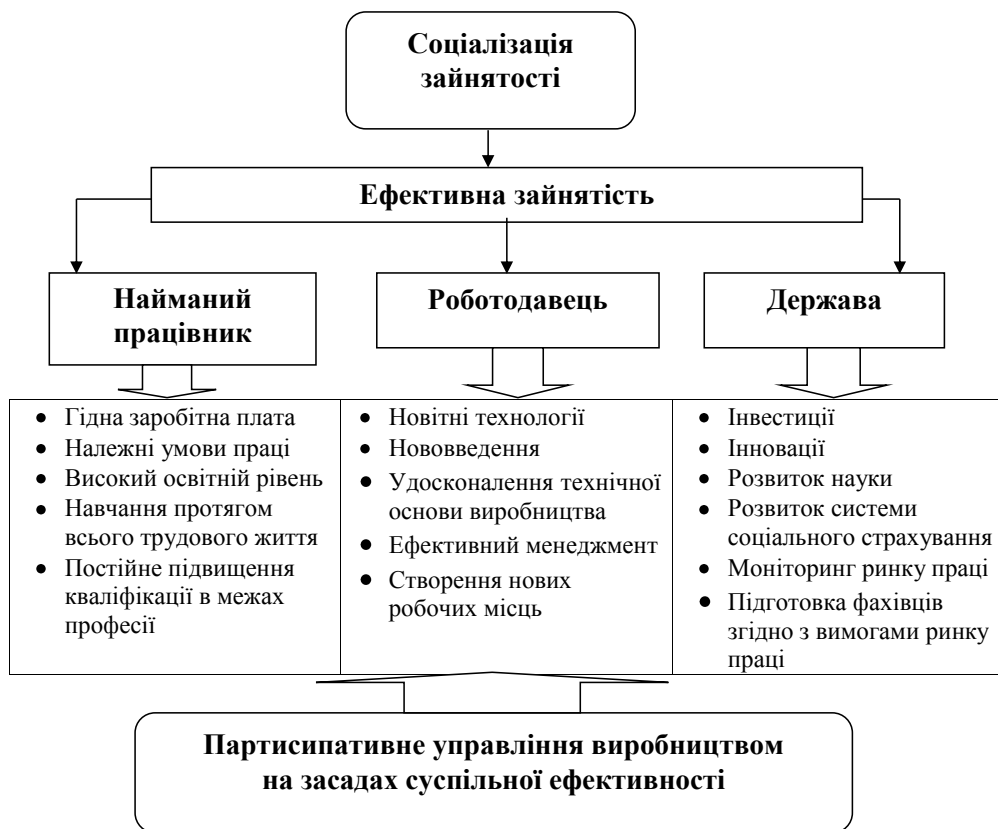 Соціалізація
зайнятості
Ефективна зайнятість
Найманий
працівник
Роботодавець
Держава
• Гідна заробітна плата
• Належні умови праці
• Високий освітній рівень
• Навчання протягом
всього трудового життя
• Постійне підвищення
кваліфікації в межах
професії
• Новітні технології
• Нововведення
• Удосконалення технічної
основи виробництва
• Ефективний менеджмент
• Створення нових
робочих місць
• Інвестиції
• Інновації
• Розвиток науки
• Розвиток системи
соціального страхування
• Моніторинг ринку праці
• Підготовка фахівців
згідно з вимогами ринку
праці
Партисипативне управління виробництвом
на засадах суспільної ефективності